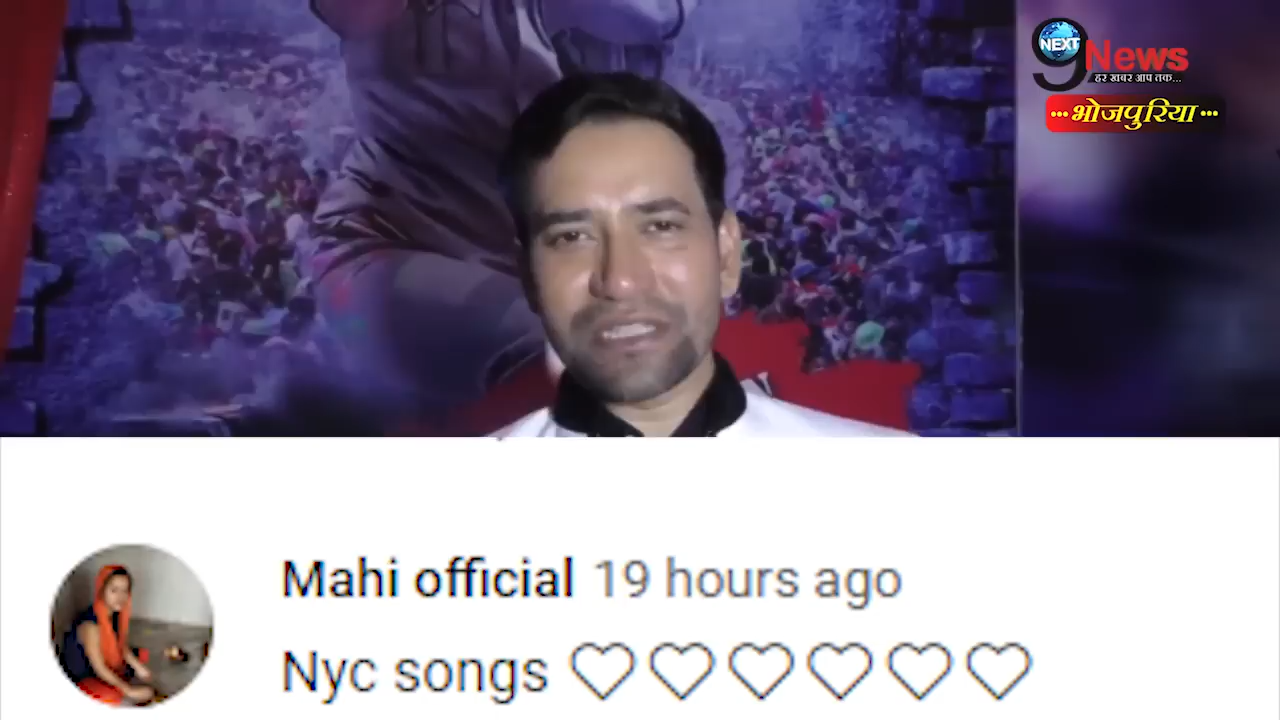 NEXT
9 News
हर खबर आप तक...
...भोजपुरिया...
Mahi official 19 hours ago
Nyc songs ♡♡♡♡♡♡